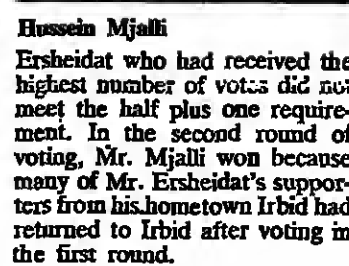 Hussein Mjalli
Ersheidat who had received the
highest number of votes did not
meet the half plus one require-
ment. In the second round of
voting, Mr. Mjalli won because
many of Mr. Ersheidat's suppor-
ters from his hometown Irbid had
returned to Irbid after voting in
the first round.